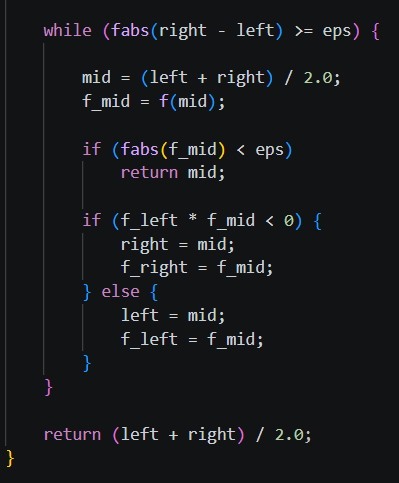 while (fabs(right - left) >= eps) {
mid = (left + right) / 2.0;
f_mid = f(mid);
if (fabs(f_mid) < eps)
return mid;
if (f_left * f_mid < 0) {
right = mid;
f_right = f_mid;
} else {
left = mid;
f_left = f_mid;
}
}
return (left + right) / 2.0;
}